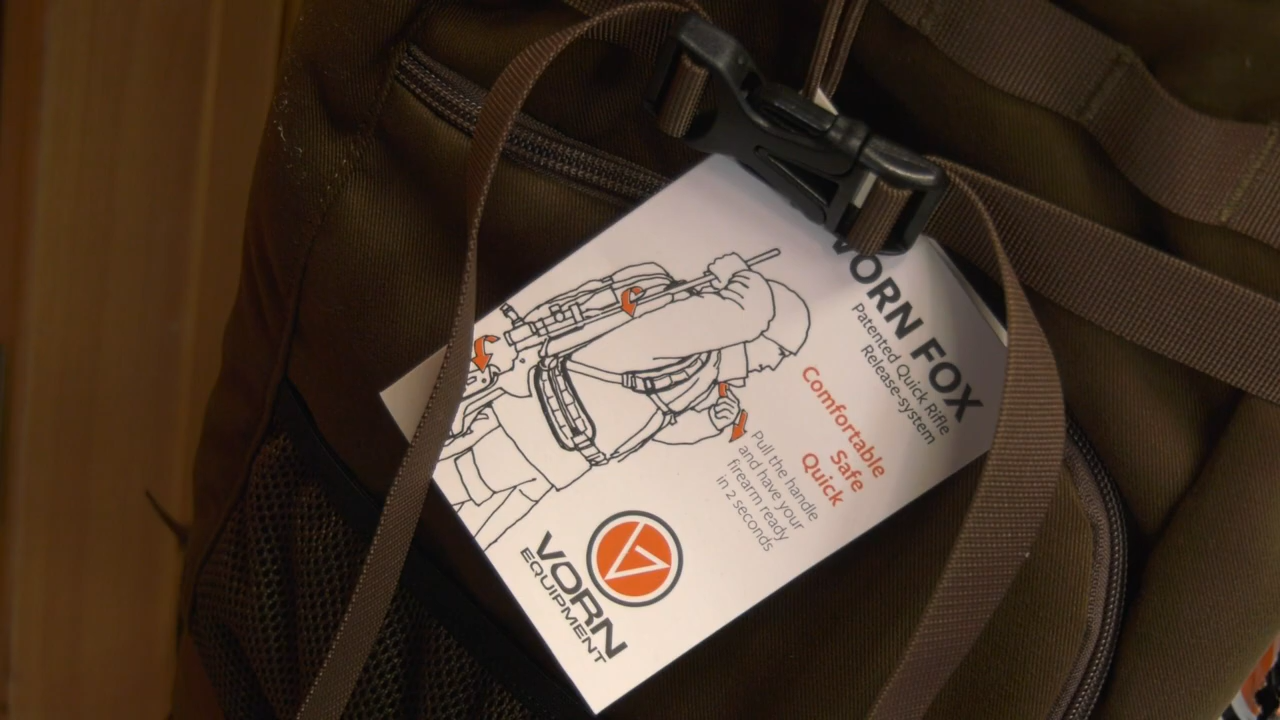 VORN FOX
Patented Quick Rifle
Release-system
Comfortable
Safe
Quick
Pull the handle
and have your
firearm ready
in 2 seconds
VORN
EQUIPMENT